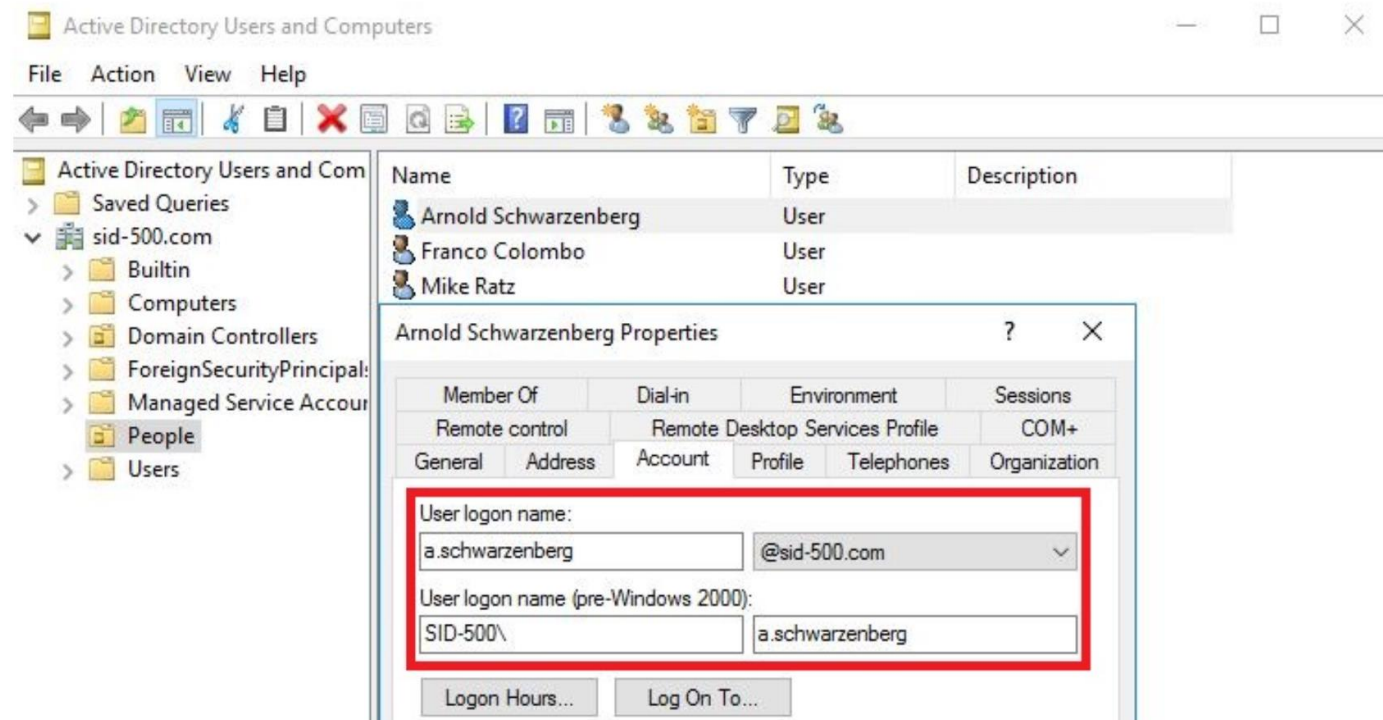 Active Directory Users and Computers
File Action View Help
Active Directory Users and Com
Saved Queries
sid-500.com
Builtin
Computers
Domain Controllers
ForeignSecurityPrincipals
Managed Service Accour
People
Users
Name Type Description
Arnold Schwarzenberg User
Franco Colombo User
Mike Ratz User
Arnold Schwarzenberg Properties ?
Member Of Dial-in Environment Sessions
Remote control Remote Desktop Services Profile COM+
General Address Account Profile Telephones Organization
User logon name:
a.schwarzenberg @sid-500.com
User logon name (pre-Windows 2000):
SID-500\ a.schwarzenberg
Logon Hours... Log On To...